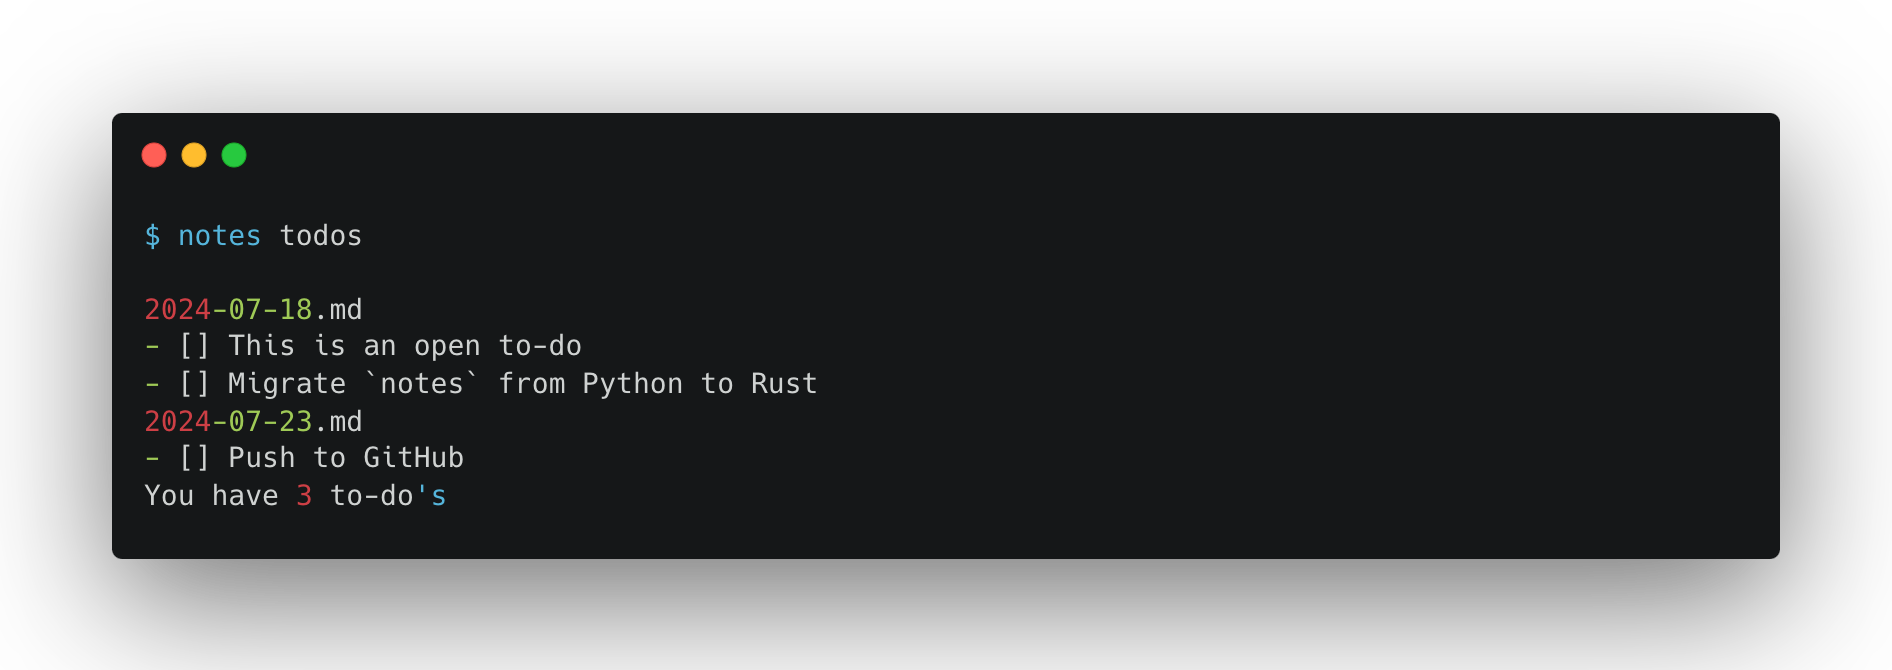 $ notes todos
2024-07-18.md
- [] This is an open to-do
- [] Migrate `notes` from Python to Rust
2024-07-23.md
- [] Push to GitHub
You have 3 to-do's